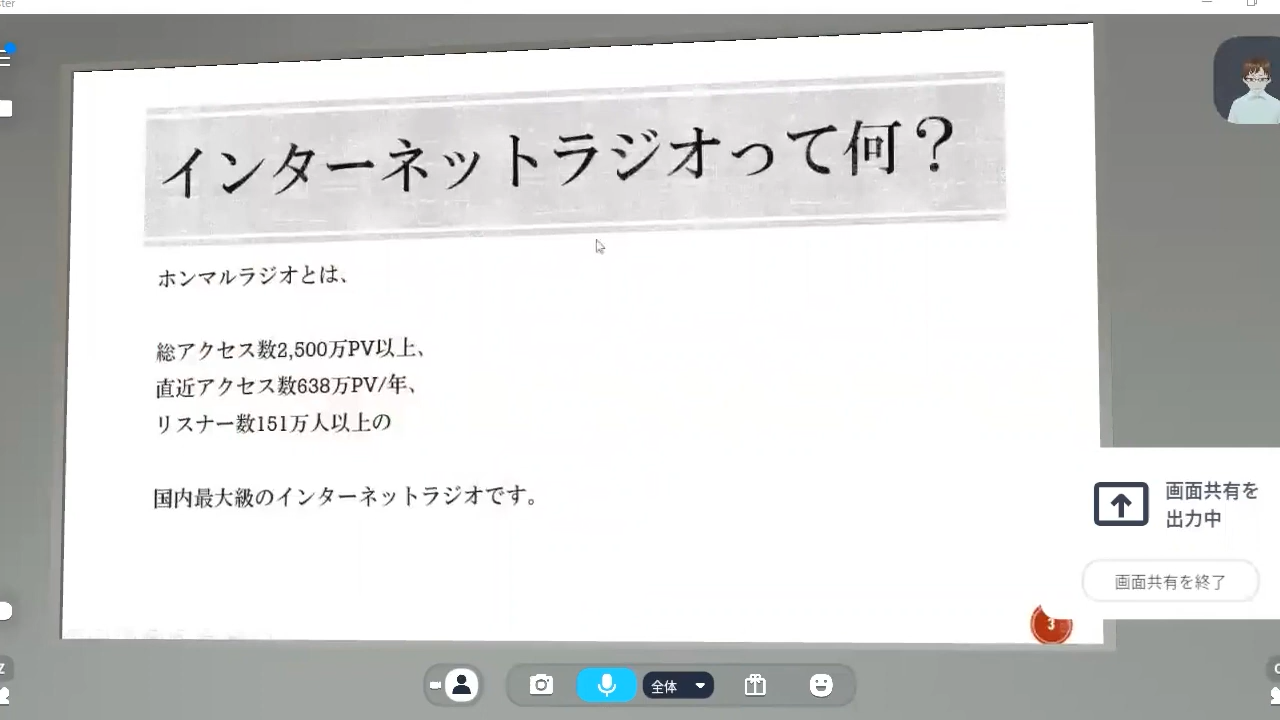 インターネットラジオって何？
ホンマルラジオとは、
総アクセス数2,500万PV以上、
直近アクセス数638万PV/年、
リスナー数151万人以上の
国内最大級のインターネットラジオです。
3
画面共有を
出力中
画面共有を終了
全体